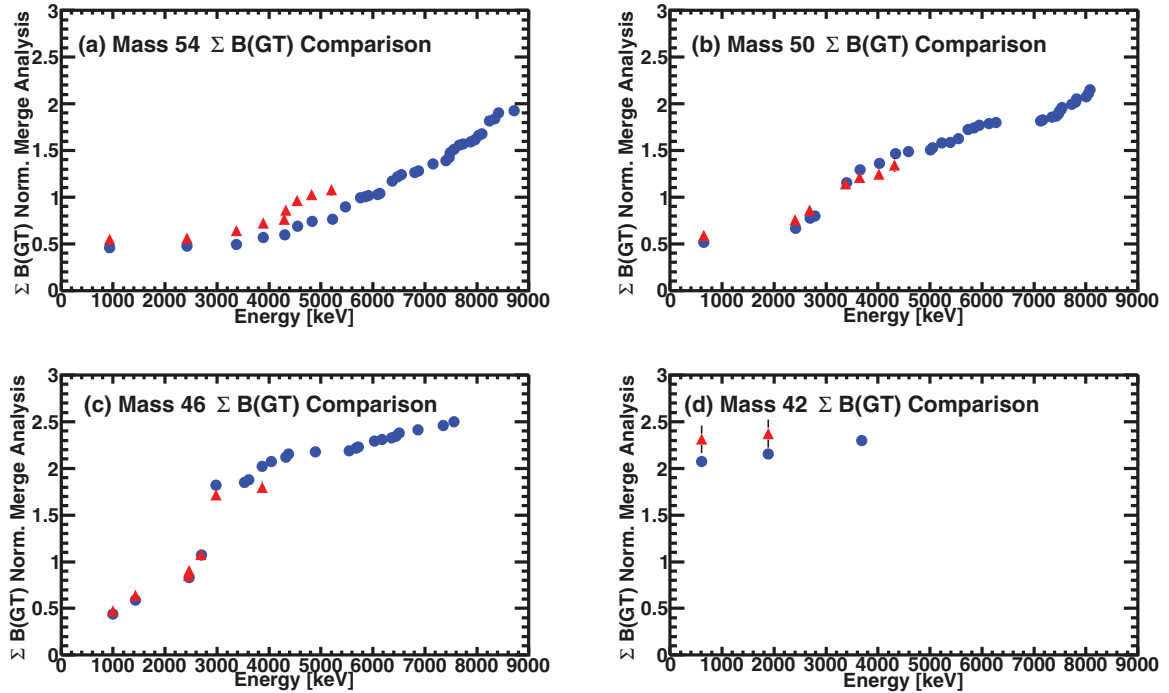 (a) Mass 54 Σ B(GT) Comparison
Σ B(GT) Norm. Merge Analysis
3
2.5
2
1.5
1
0.5
0
0 1000 2000 3000 4000 5000 6000 7000 8000 9000
Energy [keV]
(b) Mass 50 Σ B(GT) Comparison
Σ B(GT) Norm. Merge Analysis
3
2.5
2
1.5
1
0.5
0
0 1000 2000 3000 4000 5000 6000 7000 8000 9000
Energy [keV]
(c) Mass 46 Σ B(GT) Comparison
Σ B(GT) Norm. Merge Analysis
3
2.5
2
1.5
1
0.5
0
0 1000 2000 3000 4000 5000 6000 7000 8000 9000
Energy [keV]
(d) Mass 42 Σ B(GT) Comparison
Σ B(GT) Norm. Merge Analysis
3
2.5
2
1.5
1
0.5
0
0 1000 2000 3000 4000 5000 6000 7000 8000 9000
Energy [keV]